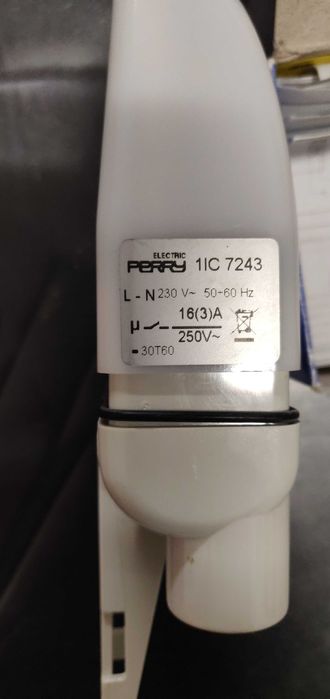 ELECTRIC
PERRY 1IC 7243
L - N 230 V~ 50÷60 Hz
µ 16(3)A
250V~
- 30T60